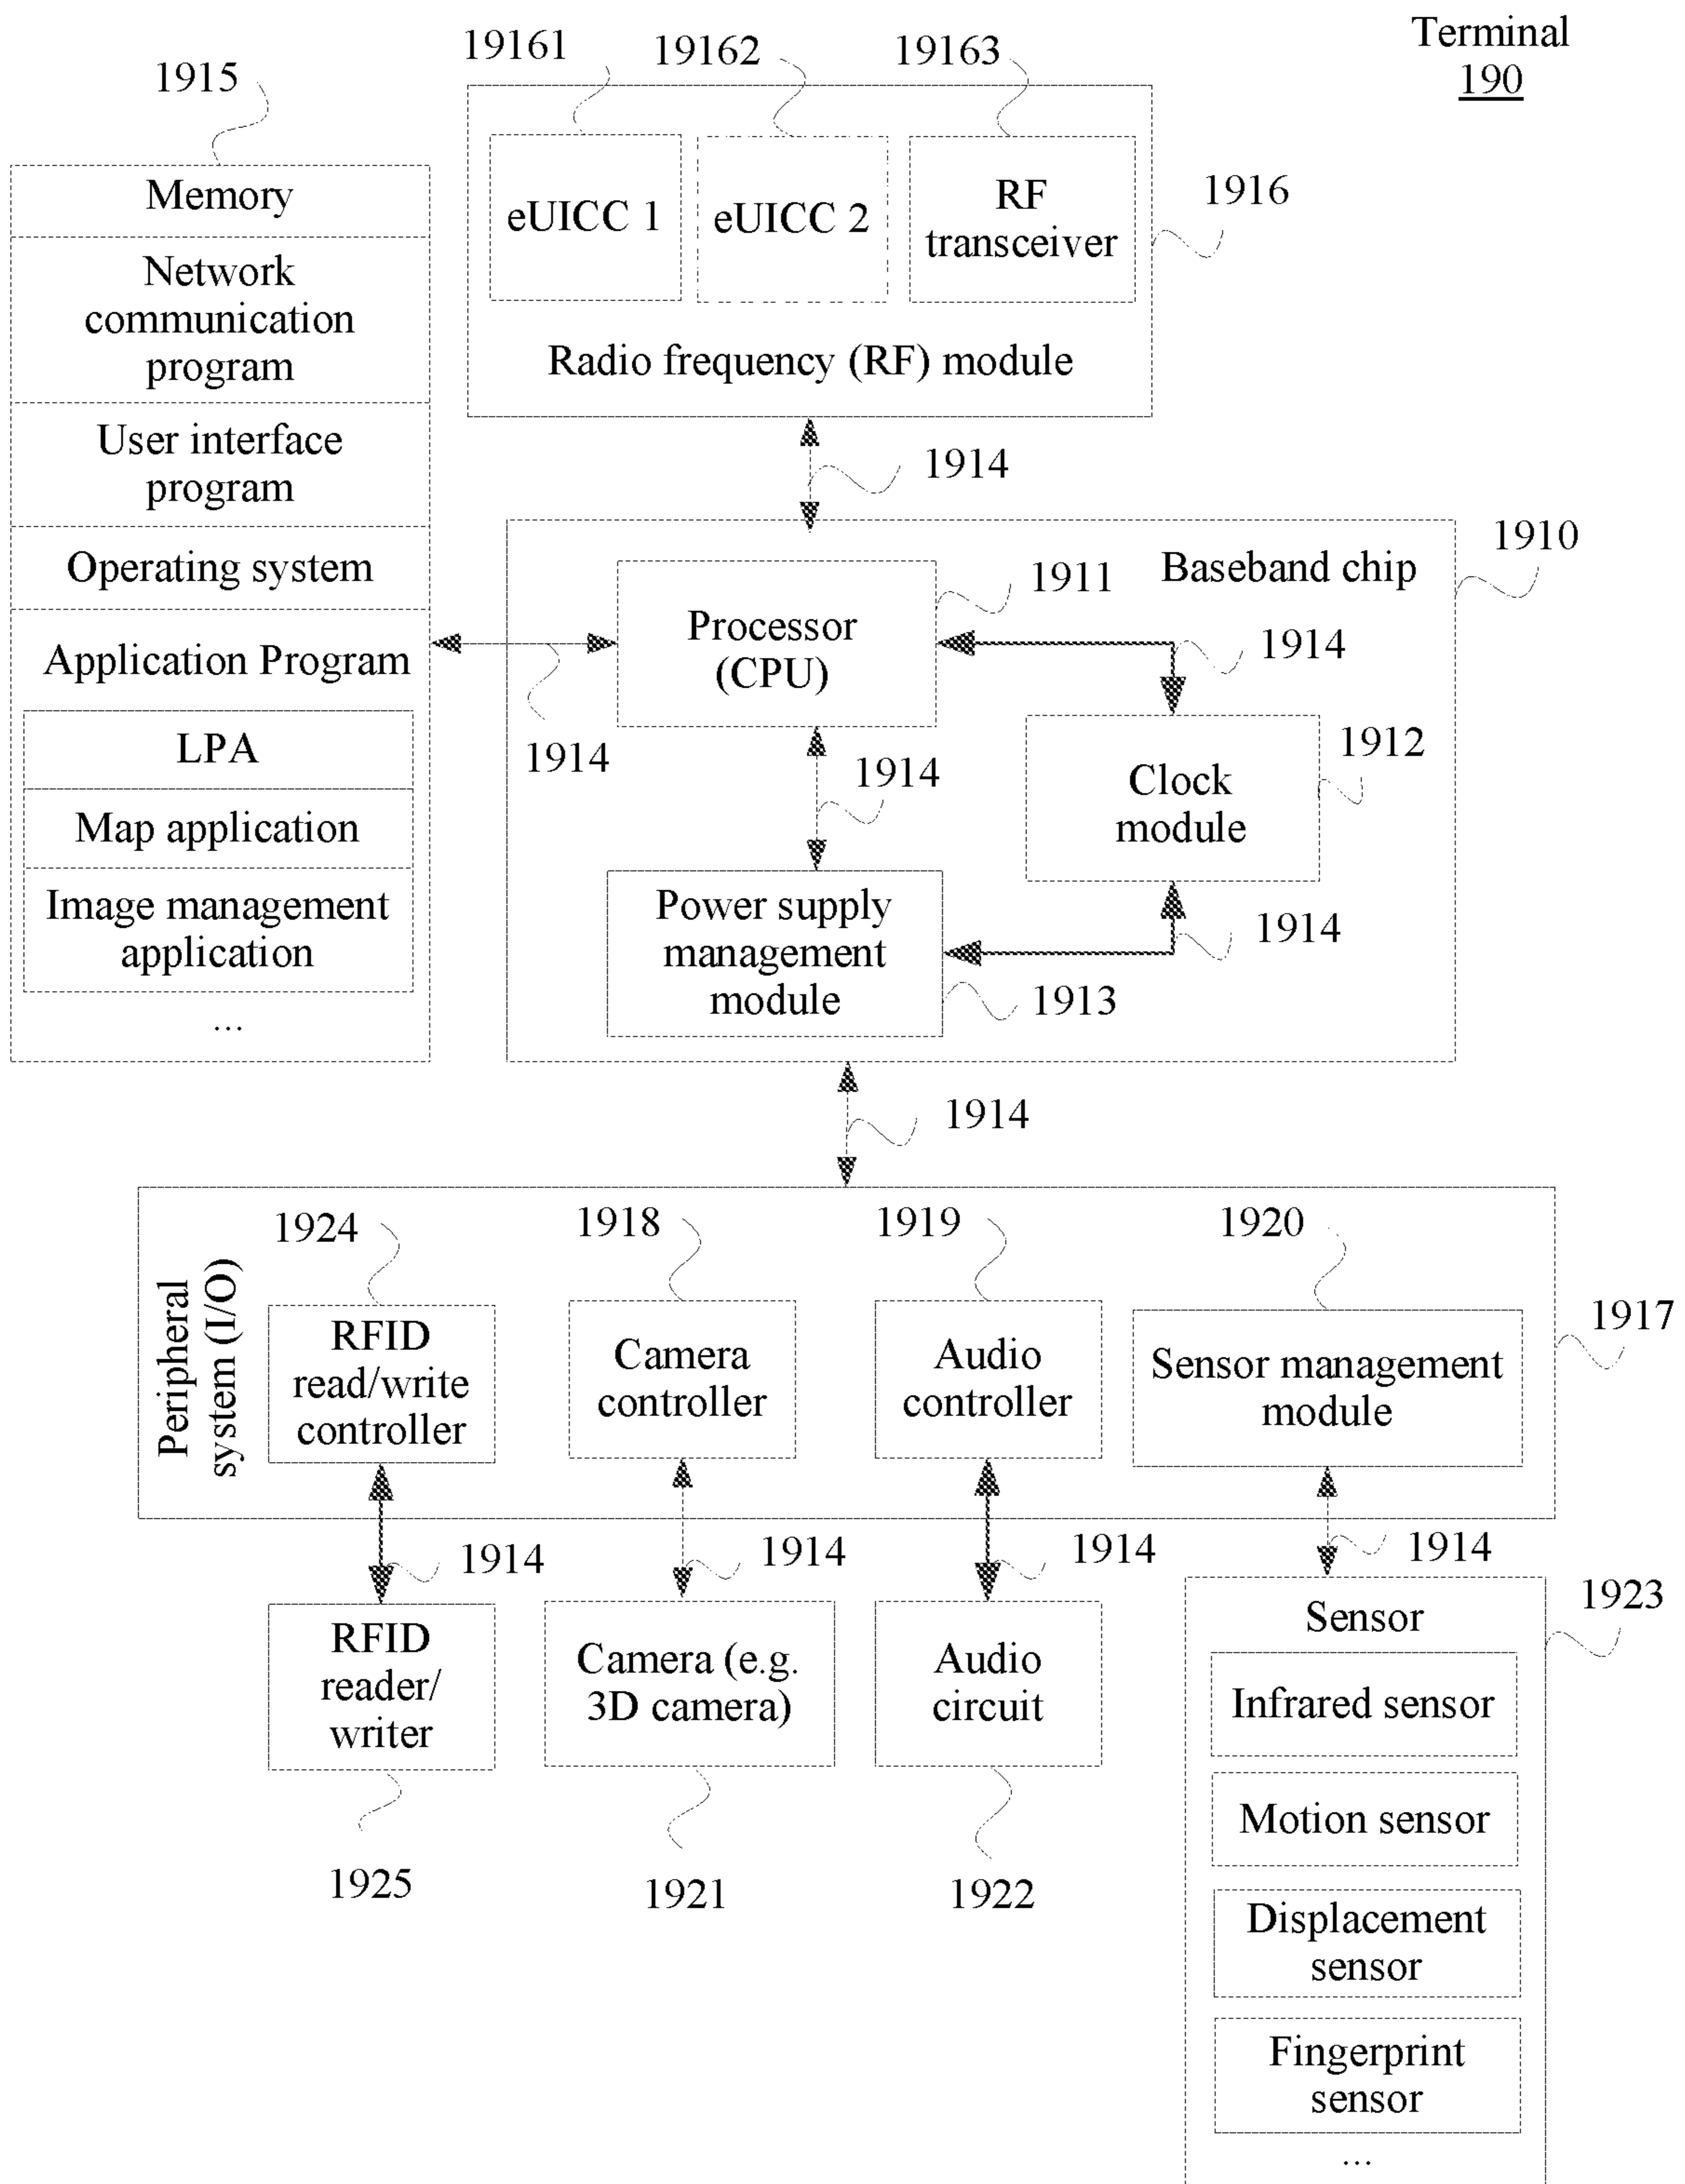 Terminal
190
19161
19162
19163
1915
Memory
Network
communication
program
User interface
program
Operating system
Application Program
LPA
Map application
Image management
application
...
eUICC 1
eUICC 2
RF
transceiver
1916
Radio frequency (RF) module
1914
1910
Baseband chip
1911
Processor
(CPU)
1914
1914
1914
1912
Clock
module
Power supply
management
module
1914
1913
1914
Peripheral
system (I/O)
1924
1918
1919
1920
1917
RFID
read/write
controller
Camera
controller
Audio
controller
Sensor management
module
1914
1914
1914
1914
RFID
reader/
writer
Camera (e.g.
3D camera)
Audio
circuit
1923
Sensor
Infrared sensor
Motion sensor
Displacement
sensor
Fingerprint
sensor
...
1925
1921
1922